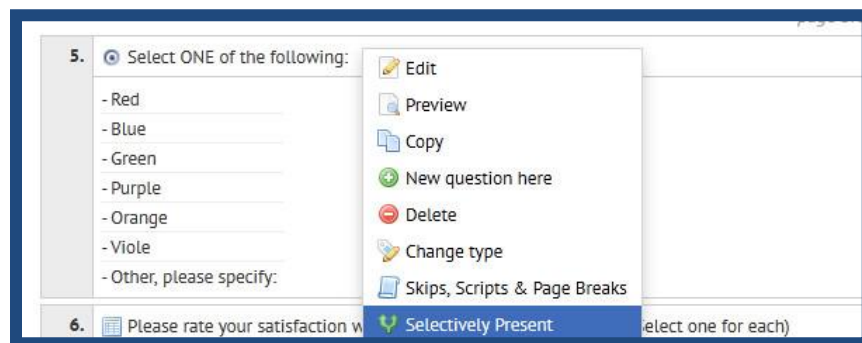 page
5. Select ONE of the following:
- Red
- Blue
- Green
- Purple
- Orange
- Viole
- Other, please specify:
Edit
Preview
Copy
New question here
Delete
Change type
Skips, Scripts & Page Breaks
Selectively Present
6. Please rate your satisfaction w
elect one for each)